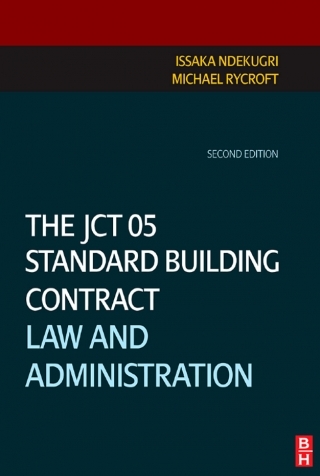 ISSAKA NDEKUGRI
MICHAEL RYCROFT
SECOND EDITION
THE JCT 05
STANDARD BUILDING
CONTRACT
LAW AND
ADMINISTRATION
B
H